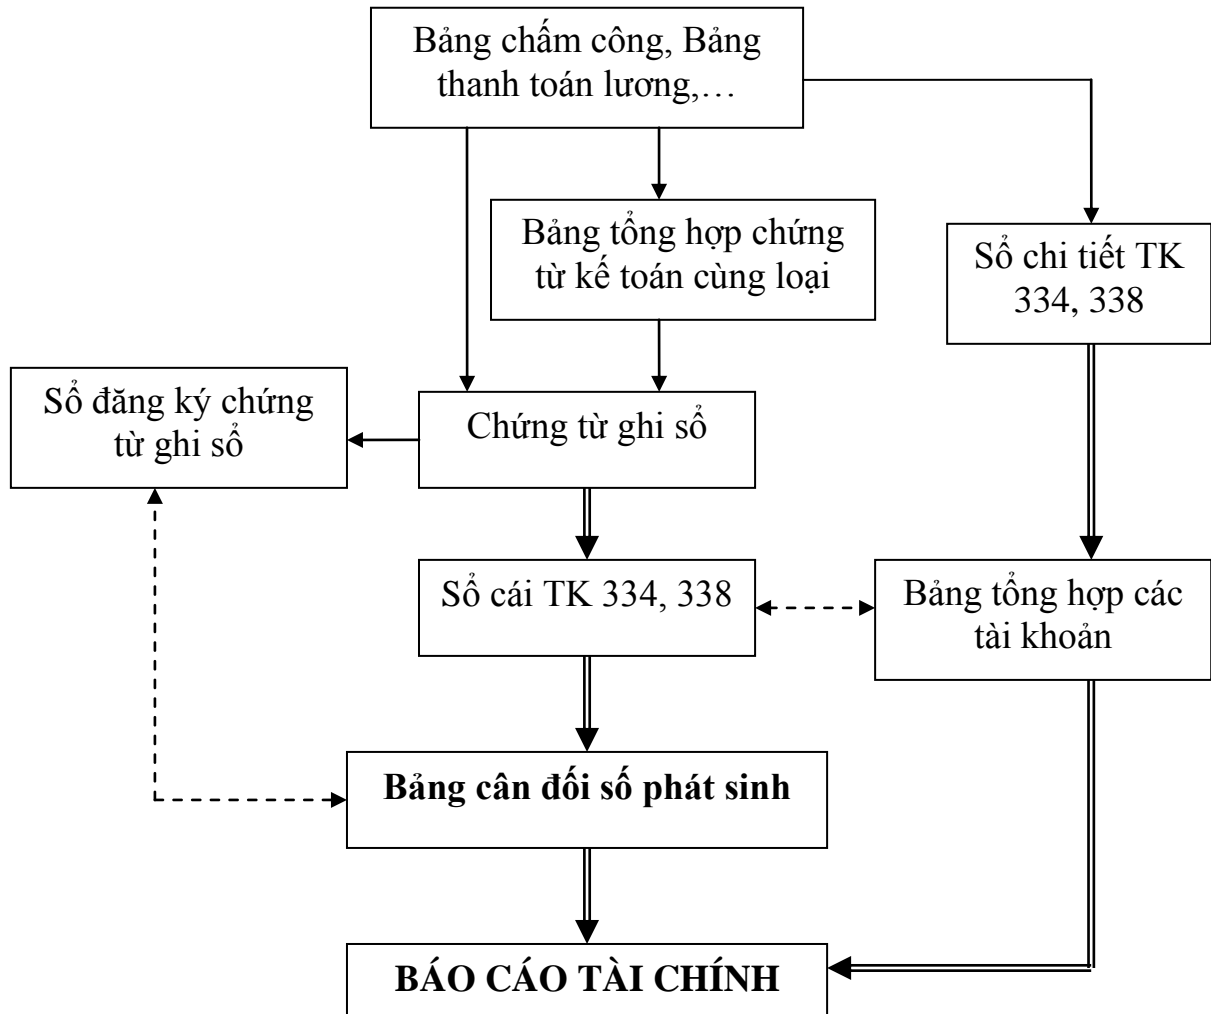 Bảng chấm công, Bảng
thanh toán lương,…
Bảng tổng hợp chứng
từ kế toán cùng loại
Sổ chi tiết TK
334, 338
Sổ đăng ký chứng
từ ghi sổ
Chứng từ ghi sổ
Sổ cái TK 334, 338
Bảng tổng hợp các
tài khoản
Bảng cân đối số phát sinh
BÁO CÁO TÀI CHÍNH